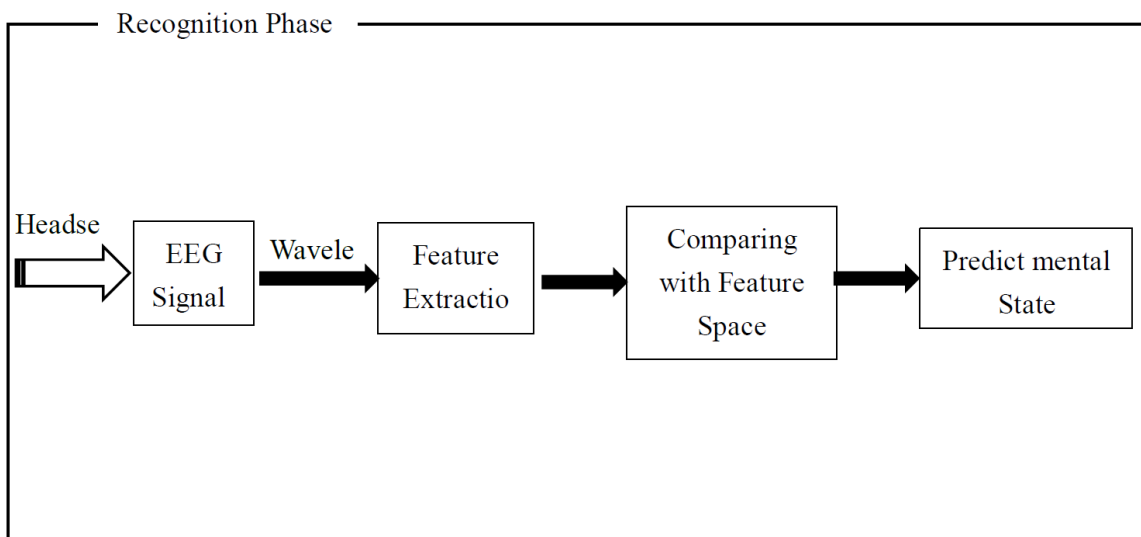 Recognition Phase
Headse
EEG
Signal
Wavele
Feature
Extractio
Comparing
with Feature
Space
Predict mental
State